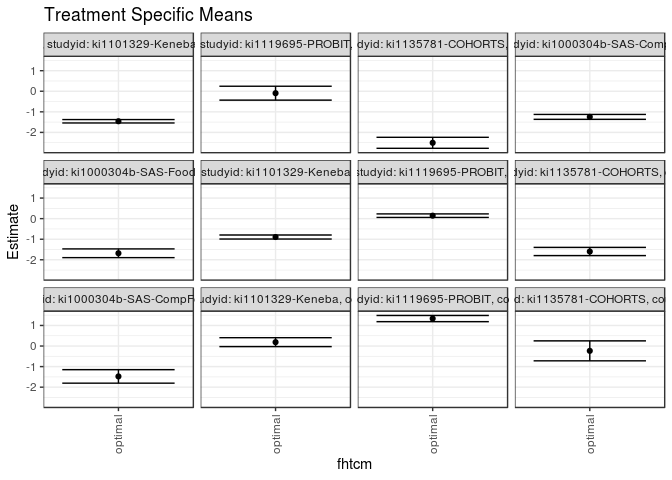 Treatment Specific Means
studyid: ki1101329-Keneba
studyid: ki1119695-PROBIT,
dyid: ki1135781-COHORTS,
dyid: ki1000304b-SAS-Com
1
0
-1
-2
dyid: ki1000304b-SAS-Food
studyid: ki1101329-Keneba
studyid: ki1119695-PROBIT,
dyid: ki1135781-COHORTS,
1
0
-1
-2
Estimate
id: ki1000304b-SAS-CompF
udyid: ki1101329-Keneba, c
dyid: ki1119695-PROBIT, co
d: ki1135781-COHORTS, co
1
0
-1
-2
optimal
optimal
optimal
optimal
fhtcm